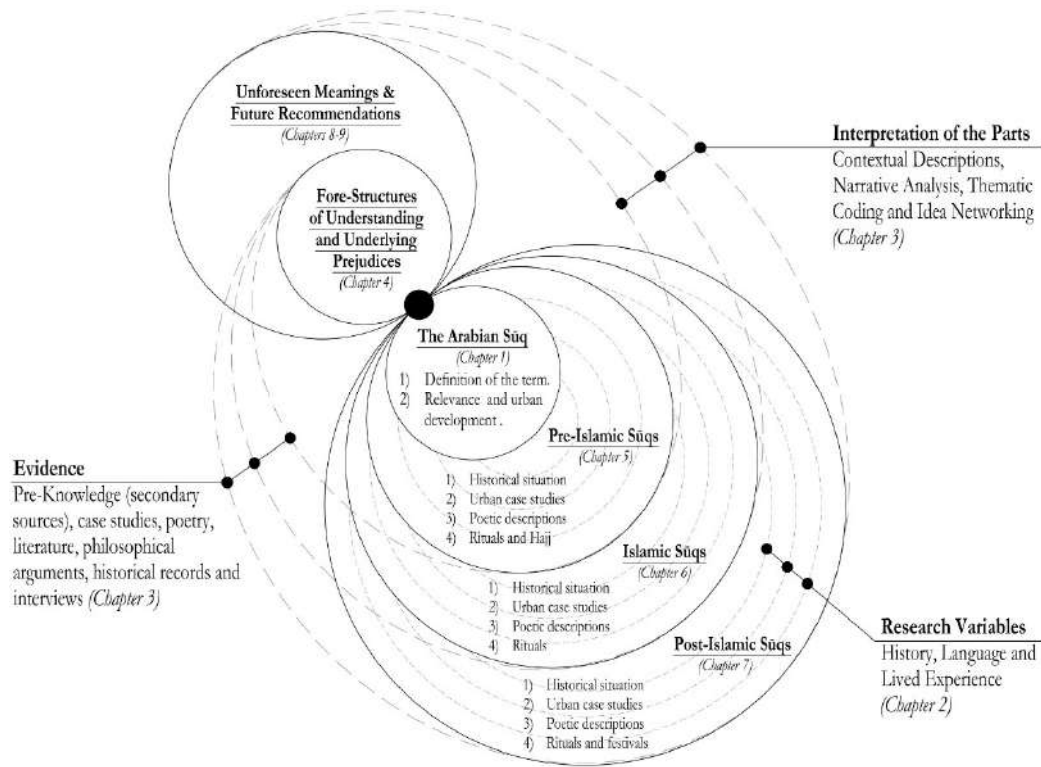 Unforeseen Meanings &
Future Recommendations
(Chapters 8-9)
Fore-Structures
of Understanding
and Underlying
Prejudices
(Chapter 4)
Interpretation of the Parts
Contextual Descriptions,
Narrative Analysis, Thematic
Coding and Idea Networking
(Chapter 3)
The Arabian Sūq
(Chapter 1)
1) Definition of the term.
2) Relevance and urban
development .
Pre-Islamic Sūqs
(Chapter 5)
1) Historical situation
2) Urban case studies
3) Poetic descriptions
4) Rituals and Hajj
Evidence
Pre-Knowledge (secondary
sources), case studies, poetry,
literature, philosophical
arguments, historical records and
interviews (Chapter 3)
Islamic Sūqs
(Chapter 6)
1) Historical situation
2) Urban case studies
3) Poetic descriptions
4) Rituals
Post-Islamic Sūqs
(Chapter 7)
1) Historical situation
2) Urban case studies
3) Poetic descriptions
4) Rituals and festivals
Research Variables
History, Language and
Lived Experience
(Chapter 2)